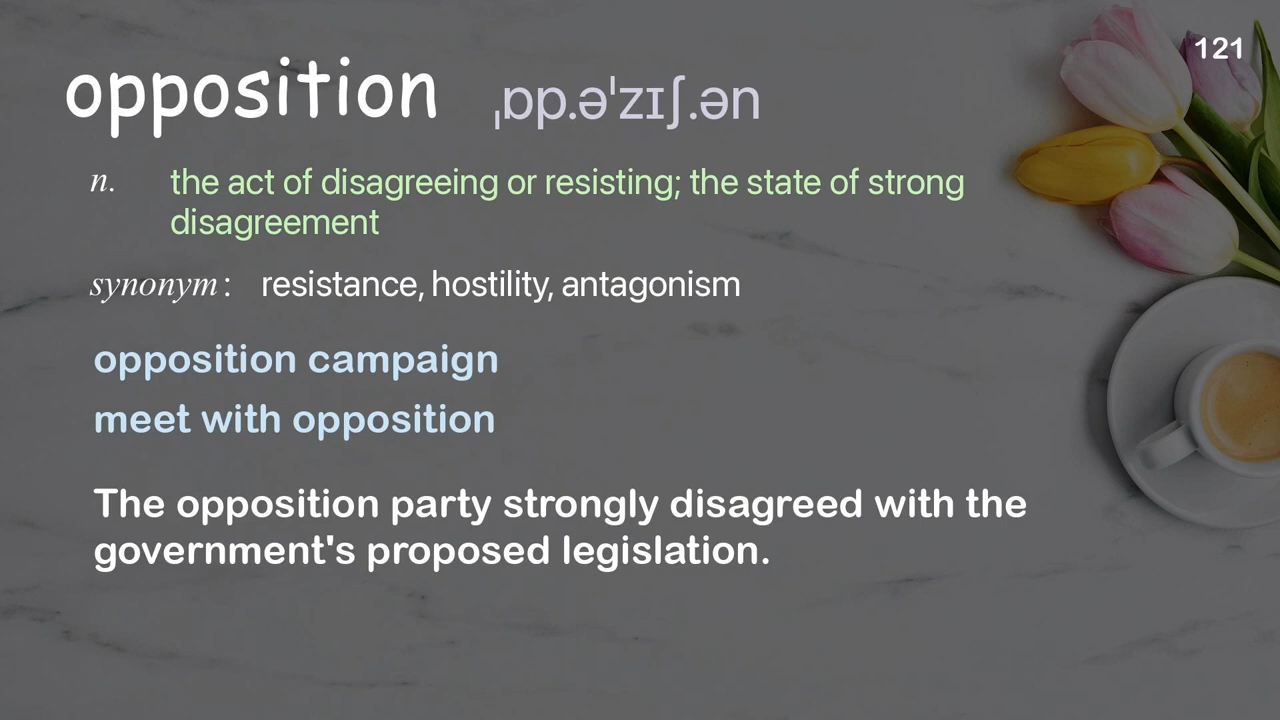 121
opposition ˌɒp.əˈzɪʃ.ən
n. the act of disagreeing or resisting; the state of strong
disagreement
synonym: resistance, hostility, antagonism
opposition campaign
meet with opposition
The opposition party strongly disagreed with the
government's proposed legislation.